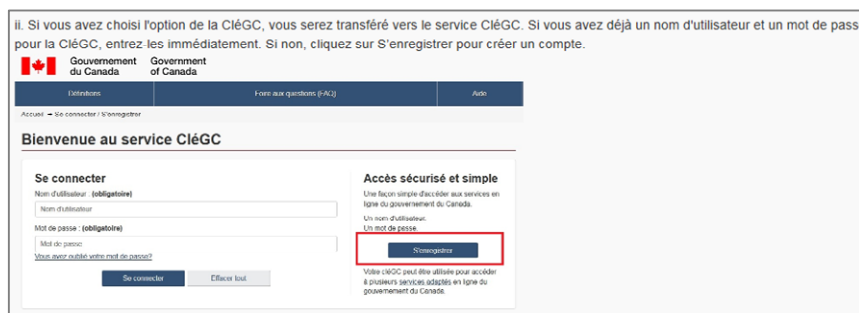 ii. Si vous avez choisi l'option de la CléGC, vous serez transféré vers le service CléGC. Si vous avez déjà un nom d'utilisateur et un mot de pass
pour la CléGC, entrez-les immédiatement. Si non, cliquez sur S'enregistrer pour créer un compte.
Gouvernement du Canada
Government of Canada
Définitions
Foire aux questions (FAQ)
Aide
Accueil → Se connecter / S'enregistrer
Bienvenue au service CléGC
Se connecter
Nom d'utilisateur : (obligatoire)
Nom d'utilisateur
Mot de passe : (obligatoire)
Mot de passe
Vous avez oublié votre mot de passe?
Se connecter
Effacer tout
Accès sécurisé et simple
Une façon simple d'accéder aux services en
ligne du gouvernement du Canada.
Un nom d'utilisateur.
Un mot de passe.
S'enregistrer
Votre cléGC peut être utilisée pour accéder
à plusieurs services adaptés en ligne du
gouvernement du Canada.